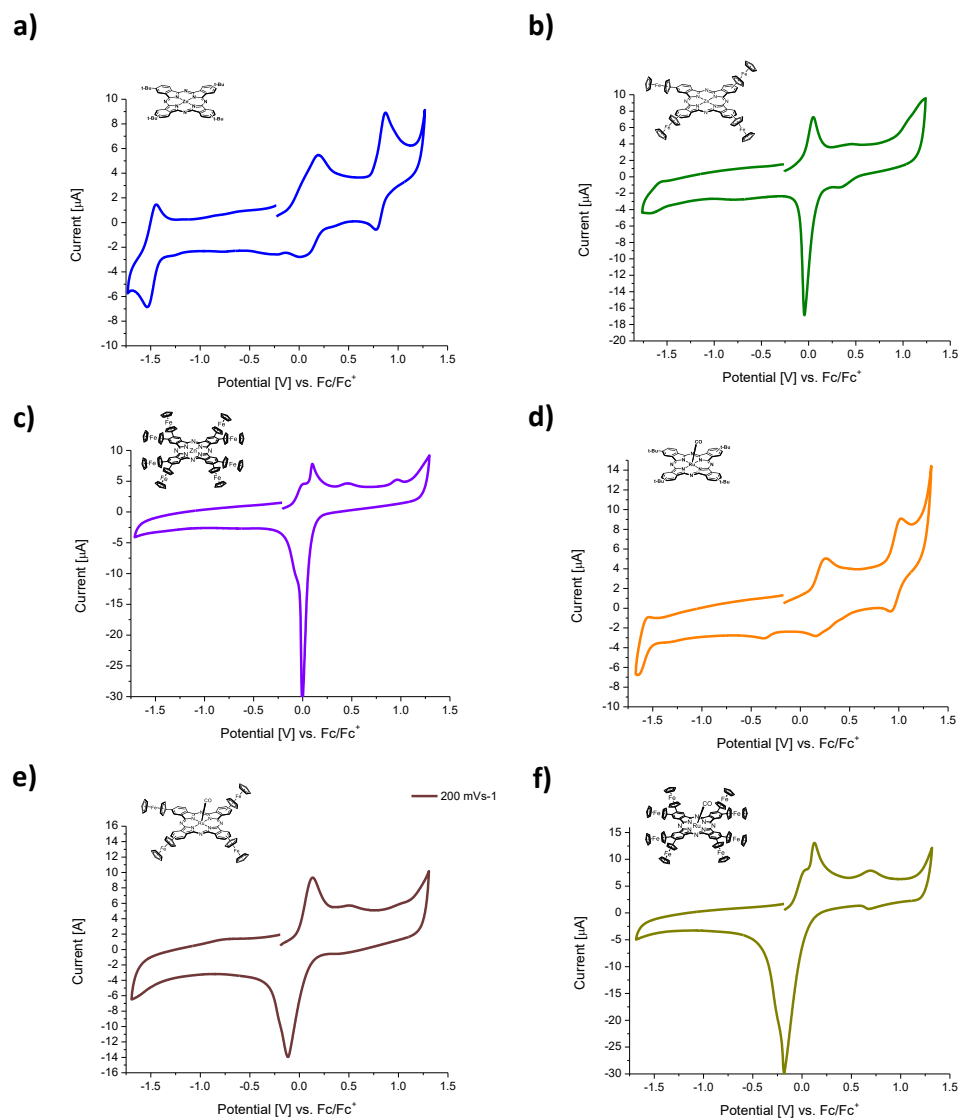 a)
t-Bu t-Bu
t-Bu t-Bu
10
8
6
4
2
0
-2
-4
-6
-8
-10
Current [µA]
-1.5 -1.0 -0.5 0.0 0.5 1.0 1.5
Potential [V] vs. Fc/Fc+
b)
10
8
6
4
2
0
-2
-4
-6
-8
-10
-12
-14
-16
-18
-20
Current [µA]
-1.5 -1.0 -0.5 0.0 0.5 1.0 1.5
Potential [V] vs. Fc/Fc+
c)
Fe Fe
Fe Fe
Zn
Fe Fe
Fe Fe
10
5
0
-5
-10
-15
-20
-25
-30
Current [µA]
-1.5 -1.0 -0.5 0.0 0.5 1.0 1.5
Potential [V] vs. Fc/Fc+
d)
CO
t-Bu t-Bu
t-Bu t-Bu
14
12
10
8
6
4
2
0
-2
-4
-6
-8
-10
Current [µA]
-1.5 -1.0 -0.5 0.0 0.5 1.0 1.5
Potential [V] vs. Fc/Fc+
e)
CO
200 mVs-1
16
14
12
10
8
6
4
2
0
-2
-4
-6
-8
-10
-12
-14
-16
Current [A]
-1.5 -1.0 -0.5 0.0 0.5 1.0 1.5
Potential [V] vs. Fc/Fc+
f)
CO
Fe Fe
Fe Fe
Ru
Fe Fe
Fe Fe
15
10
5
0
-5
-10
-15
-20
-25
-30
Current [µA]
-1.5 -1.0 -0.5 0.0 0.5 1.0 1.5
Potential [V] vs. Fc/Fc+